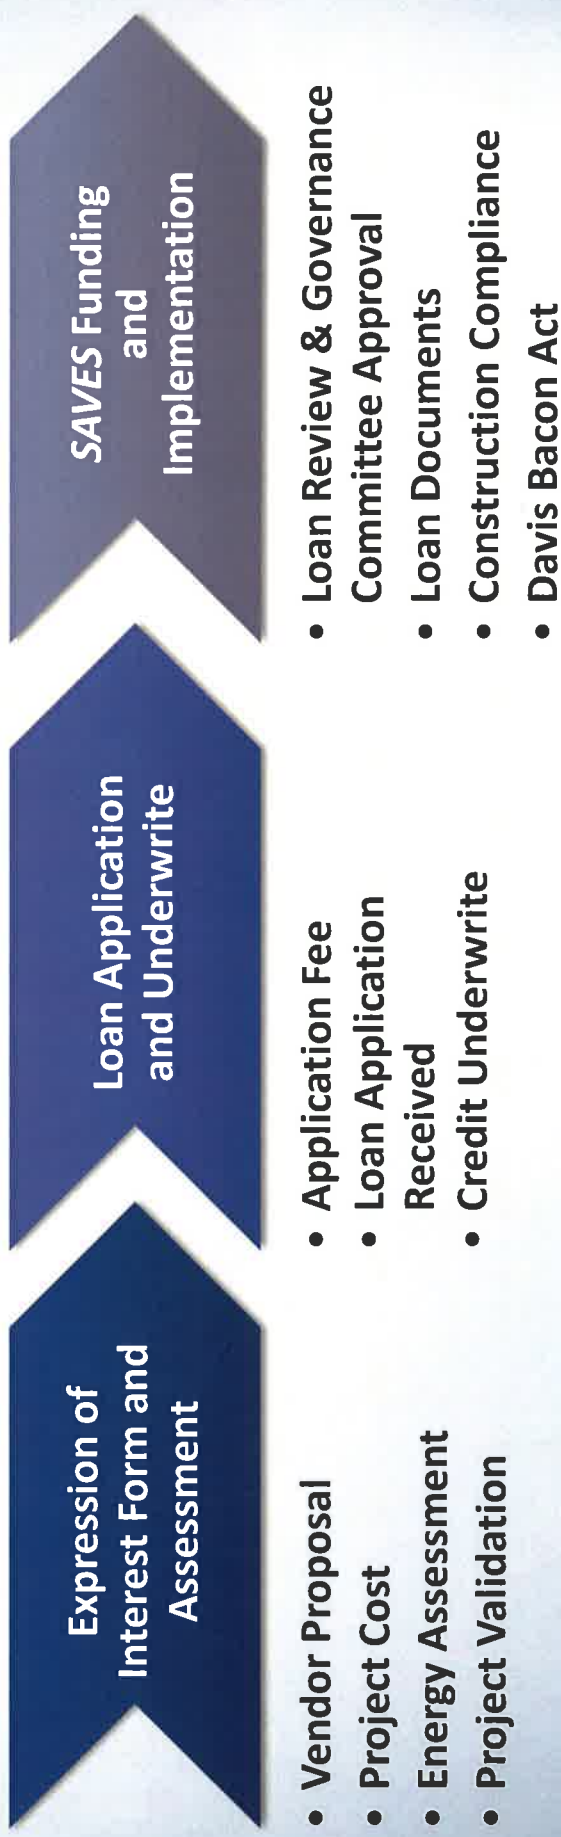 Expression of
Interest Form and
Assessment
• Vendor Proposal
• Project Cost
• Energy Assessment
• Project Validation
Loan Application
and Underwrite
• Application Fee
• Loan Application
Received
• Credit Underwrite
SAVES Funding
and
Implementation
• Loan Review & Governance
Committee Approval
• Loan Documents
• Construction Compliance
• Davis Bacon Act